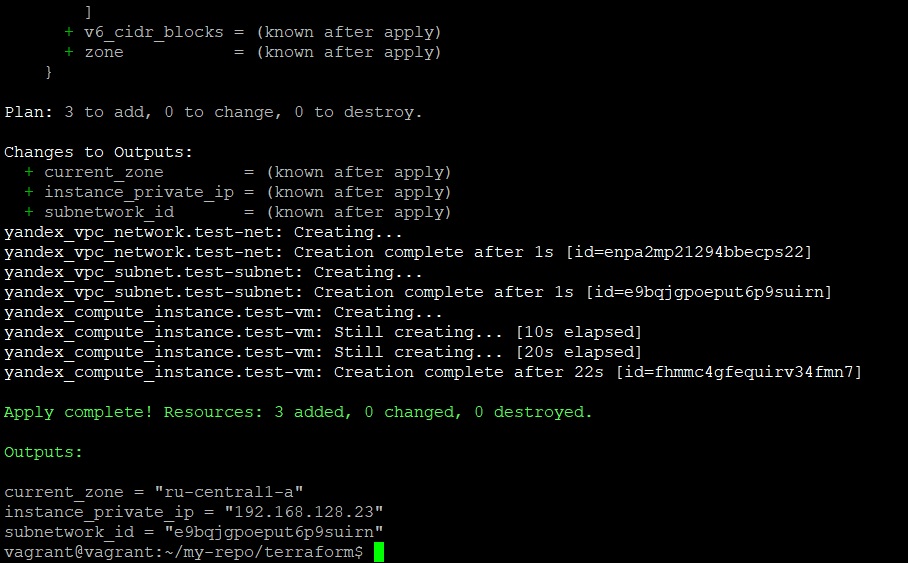 ]
+ v6_cidr_blocks = (known after apply)
+ zone           = (known after apply)
}
Plan: 3 to add, 0 to change, 0 to destroy.
Changes to Outputs:
+ current_zone        = (known after apply)
+ instance_private_ip = (known after apply)
+ subnetwork_id       = (known after apply)
yandex_vpc_network.test-net: Creating...
yandex_vpc_network.test-net: Creation complete after 1s [id=enpa2mp21294bbecps22]
yandex_vpc_subnet.test-subnet: Creating...
yandex_vpc_subnet.test-subnet: Creation complete after 1s [id=e9bqjgpoeput6p9suirn]
yandex_compute_instance.test-vm: Creating...
yandex_compute_instance.test-vm: Still creating... [10s elapsed]
yandex_compute_instance.test-vm: Still creating... [20s elapsed]
yandex_compute_instance.test-vm: Creation complete after 22s [id=fhmmc4gfequirv34fmn7]
Apply complete! Resources: 3 added, 0 changed, 0 destroyed.
Outputs:
current_zone = "ru-central1-a"
instance_private_ip = "192.168.128.23"
subnetwork_id = "e9bqjgpoeput6p9suirn"
vagrant@vagrant:~/my-repo/terraform$